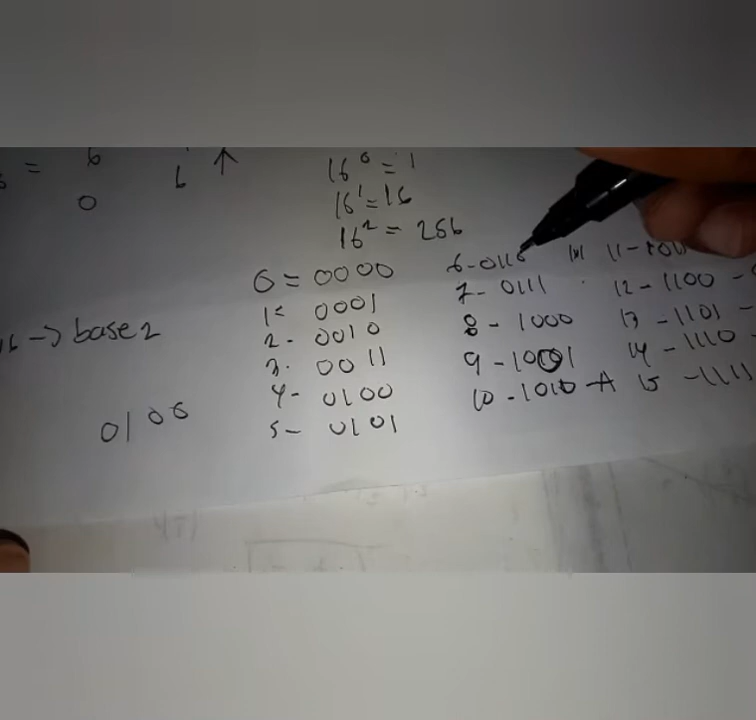 = 6
0 6 ↑
16⁰ = 1
16¹ = 16
16² = 256
16 -> base 2
0100
0 = 0000
1 = 0001
2 - 0010
3 - 0011
4 - 0100
5 - 0101
6 - 0110
7 - 0111
8 - 1000
9 - 1001
10 - 1010 - A
11 - 
12 - 1100 -
13 - 1101 -
14 - 1110 -
15 - 1111